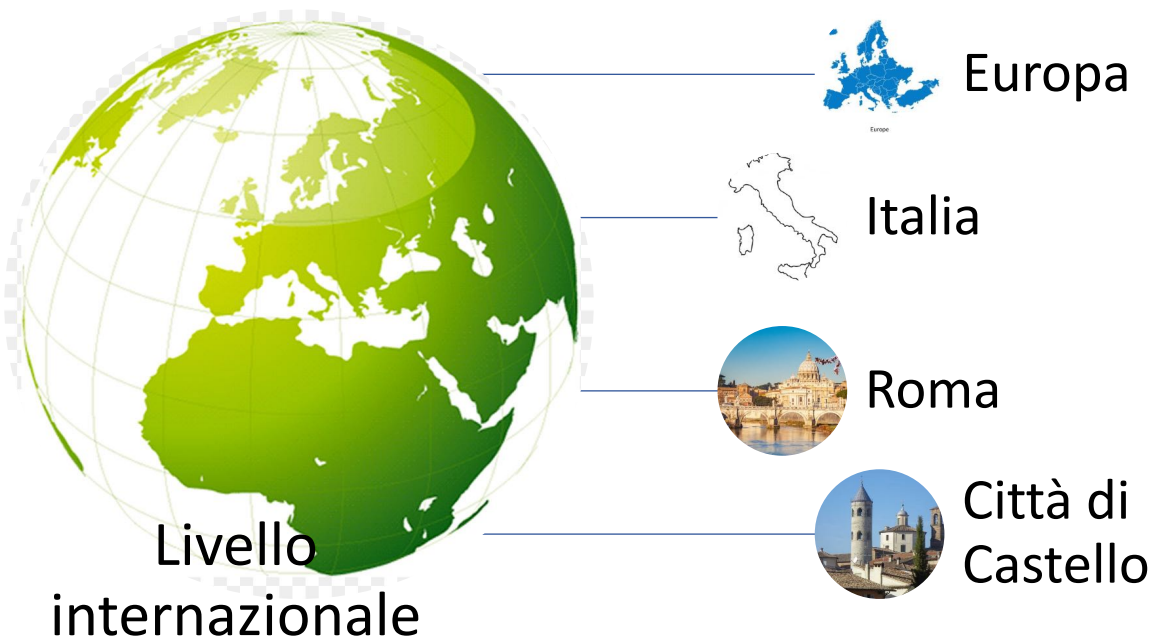 Europa
Europe
Italia
Roma
Città di
Castello
Livello
internazionale